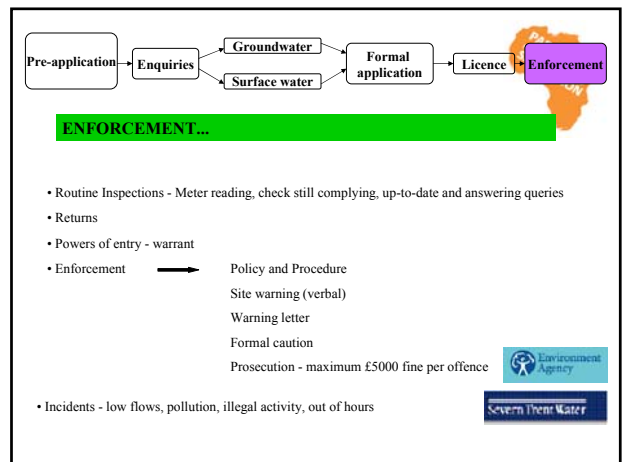 Pre-application
Enquiries
Groundwater
Surface water
Formal
application
Licence
Enforcement
ENFORCEMENT...
• Routine Inspections - Meter reading, check still complying, up-to-date and answering queries
• Returns
• Powers of entry - warrant
• Enforcement
Policy and Procedure
Site warning (verbal)
Warning letter
Formal caution
Prosecution - maximum £5000 fine per offence
Environment
Agency
• Incidents - low flows, pollution, illegal activity, out of hours
Severn Trent Water